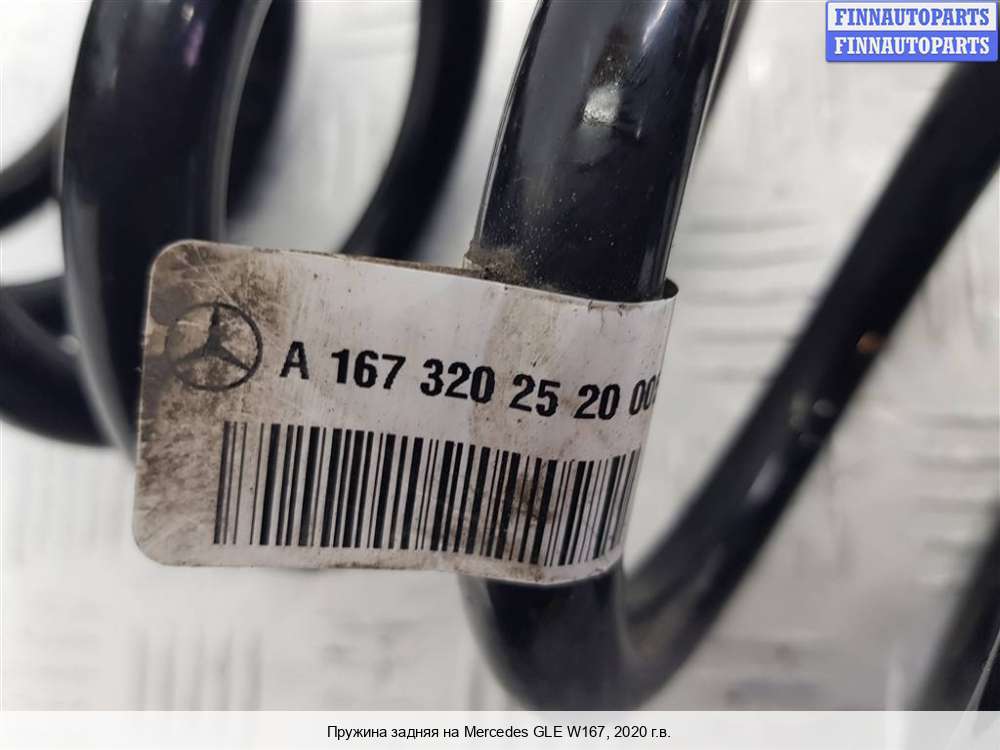 FINNAUTOPARTS
FINNAUTOPARTS
A 167 320 25 20
Пружина задняя на Mercedes GLE W167, 2020 г.в.